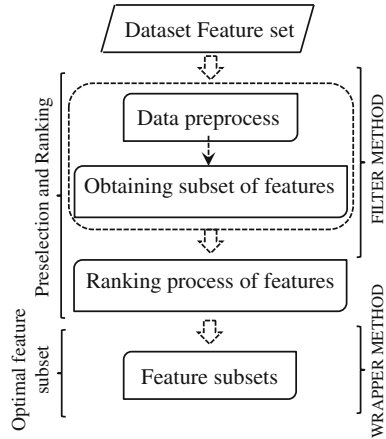 Dataset Feature set
Data preprocess
Obtaining subset of features
Ranking process of features
Feature subsets
Preselection and Ranking
Optimal feature
subset
FILTER METHOD
WRAPPER METHOD